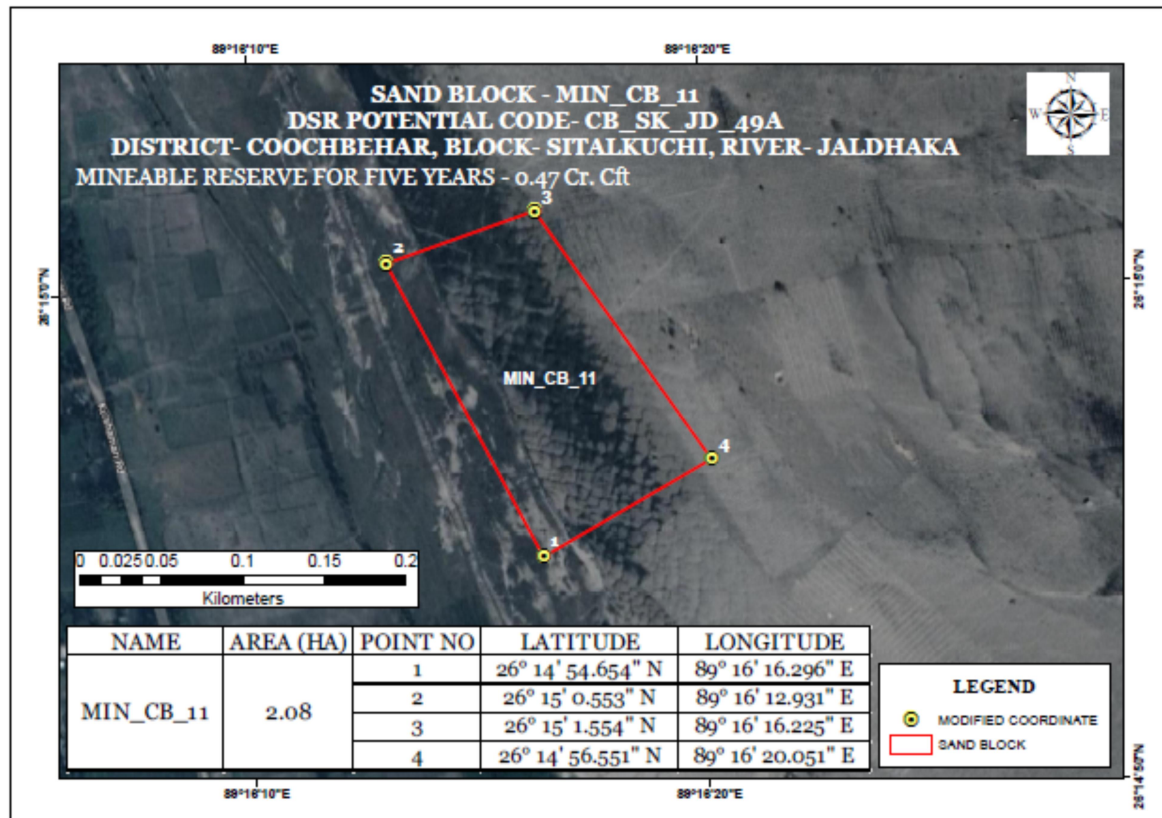 89°16'10"E 89°16'20"E
SAND BLOCK - MIN_CB_11
DSR POTENTIAL CODE- CB_SK_JD_49A
DISTRICT- COOCHBEHAR, BLOCK- SITALKUCHI, RIVER- JALDHAKA
MINEABLE RESERVE FOR FIVE YEARS - 0.47 Cr. Cft
N
W E
S
3
2
26°15'0"N 26°15'0"N
MIN_CB_11
4
1
0 0.025 0.05 0.1 0.15 0.2
Kilometers
NAME AREA (HA) POINT NO LATITUDE LONGITUDE
MIN_CB_11 2.08
1 26° 14' 54.654" N 89° 16' 16.296" E
2 26° 15' 0.553" N 89° 16' 12.931" E
3 26° 15' 1.554" N 89° 16' 16.225" E
4 26° 14' 56.551" N 89° 16' 20.051" E
LEGEND
MODIFIED COORDINATE
SAND BLOCK
26°14'50"N
89°16'10"E 89°16'20"E